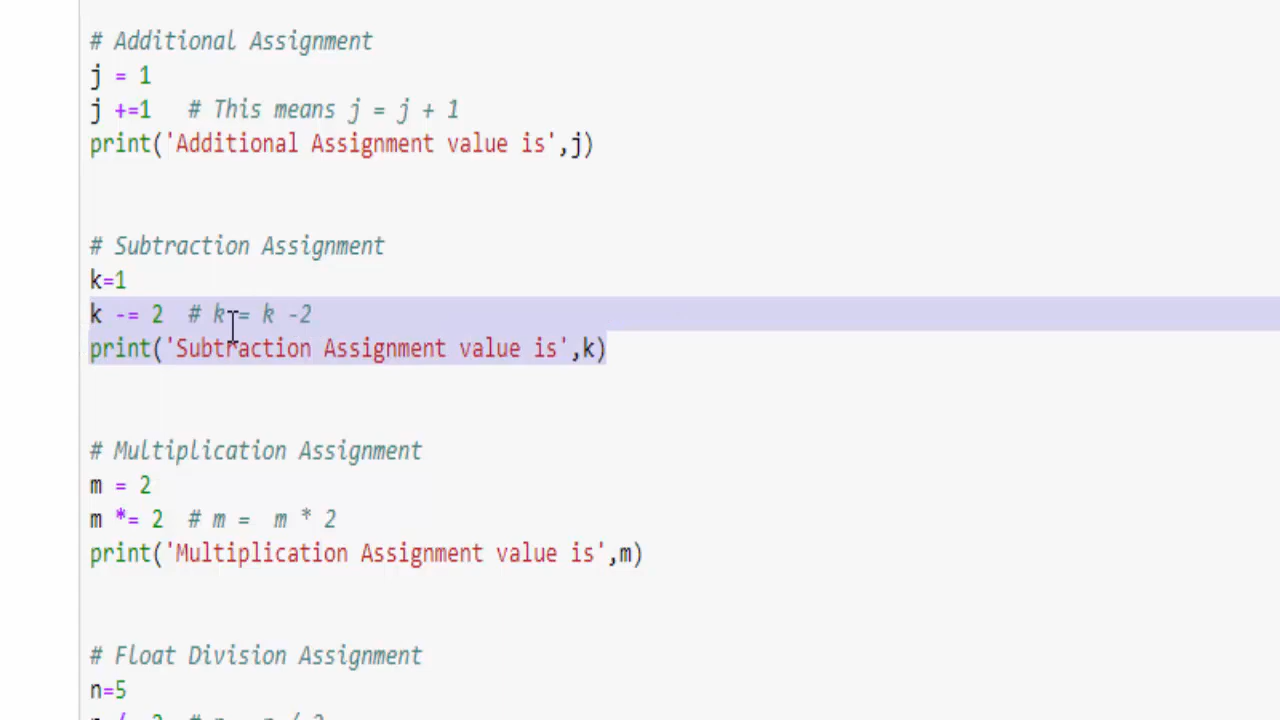 # Additional Assignment
j = 1
j +=1   # This means j = j + 1
print('Additional Assignment value is',j)
# Subtraction Assignment
k=1
k -= 2  # k = k -2
print('Subtraction Assignment value is',k)
# Multiplication Assignment
m = 2
m *= 2  # m =  m * 2
print('Multiplication Assignment value is',m)
# Float Division Assignment
n=5